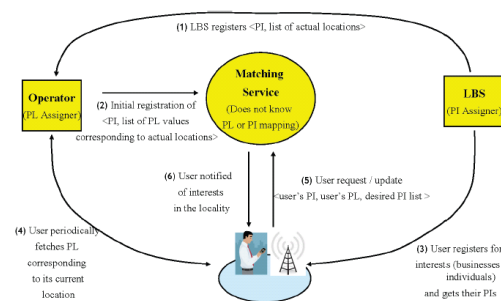 (1) LBS registers <PI, list of actual locations>
Operator
(PL Assigner)
(2) Initial registration of
<PI, list of PL values
corresponding to actual locations>
Matching
Service
(Does not know
PL or PI mapping)
LBS
(PI Assigner)
(6) User notified
of interests
in the locality
(5) User request / update
<user's PI, user's PL, desired PI list >
(4) User periodically
fetches PL
corresponding
to its current
location
(3) User registers for
interests (businesses
individuals)
and gets their PIs